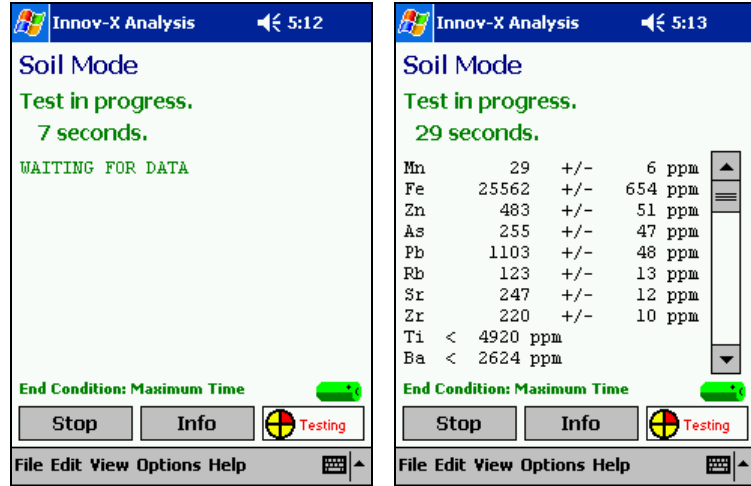 Innov-X Analysis 5:12
Soil Mode
Test in progress.
7 seconds.
WAITING FOR DATA
End Condition: Maximum Time
Stop Info Testing
File Edit View Options Help
Innov-X Analysis 5:13
Soil Mode
Test in progress.
29 seconds.
Mn 29 +/- 6 ppm
Fe 25562 +/- 654 ppm
Zn 483 +/- 51 ppm
As 255 +/- 47 ppm
Pb 1103 +/- 48 ppm
Rb 123 +/- 13 ppm
Sr 247 +/- 12 ppm
Zr 220 +/- 10 ppm
Ti < 4920 ppm
Ba < 2624 ppm
End Condition: Maximum Time
Stop Info Testing
File Edit View Options Help